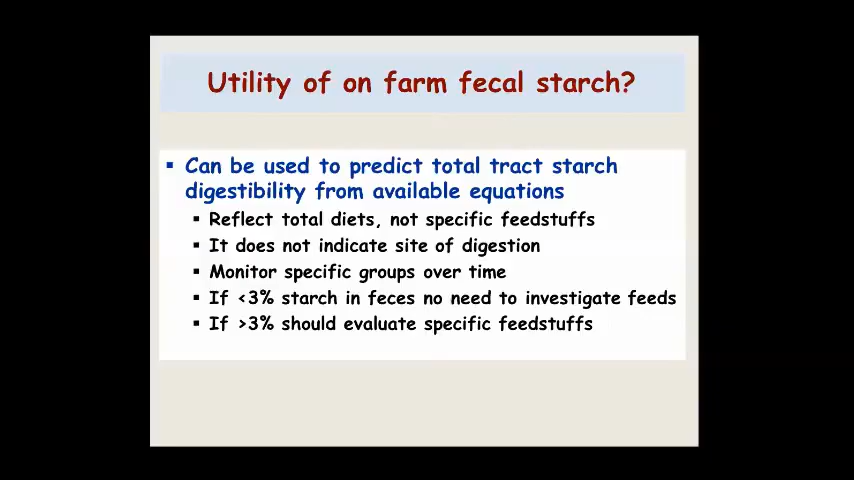 Utility of on farm fecal starch?
▪ Can be used to predict total tract starch
digestibility from available equations
▪ Reflect total diets, not specific feedstuffs
▪ It does not indicate site of digestion
▪ Monitor specific groups over time
▪ If <3% starch in feces no need to investigate feeds
▪ If >3% should evaluate specific feedstuffs